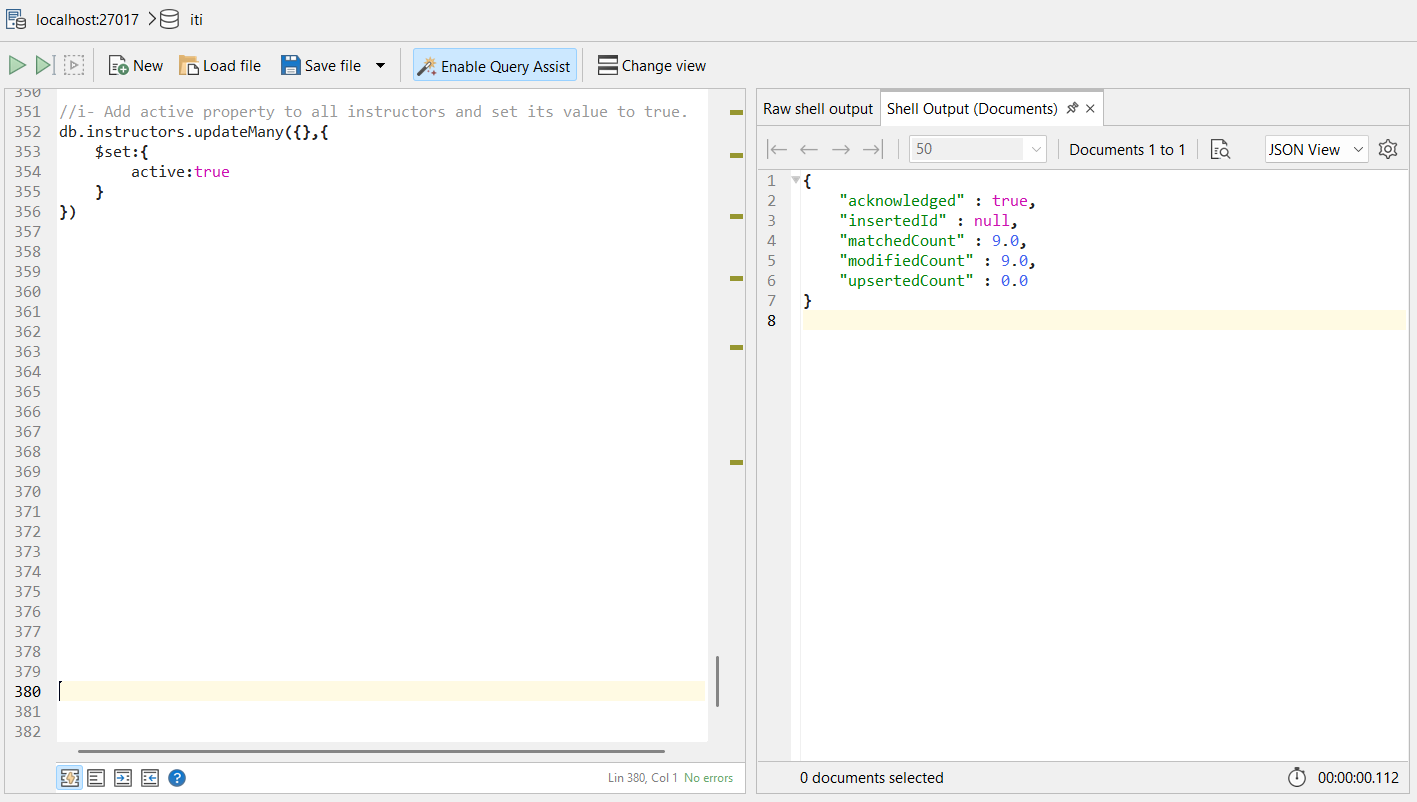 localhost:27017 iti
New Load file Save file Enable Query Assist Change view
350
351 //i- Add active property to all instructors and set its value to true.
352 db.instructors.updateMany({},{
353 $set:{
354 active:true
355 }
356 })
357
358
359
360
361
362
363
364
365
366
367
368
369
370
371
372
373
374
375
376
377
378
379
380
381
382
Lin 380, Col 1 No errors
Raw shell output Shell Output (Documents)
50 Documents 1 to 1 JSON View
1 {
2 "acknowledged" : true,
3 "insertedId" : null,
4 "matchedCount" : 9.0,
5 "modifiedCount" : 9.0,
6 "upsertedCount" : 0.0
7 }
8
0 documents selected 00:00:00.112